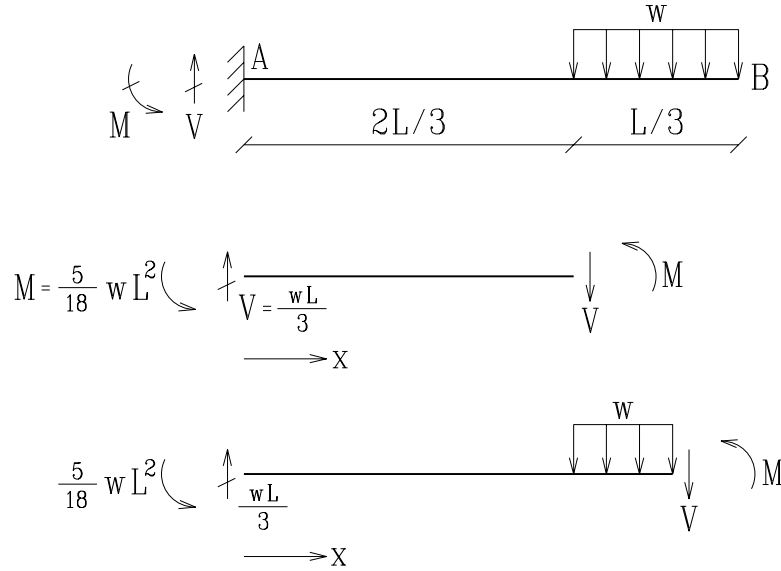 w
A
B
M
V
2L/3
L/3
M = 5/18 wL²
V = wL/3
M
V
x
w
5/18 wL²
wL/3
M
V
x